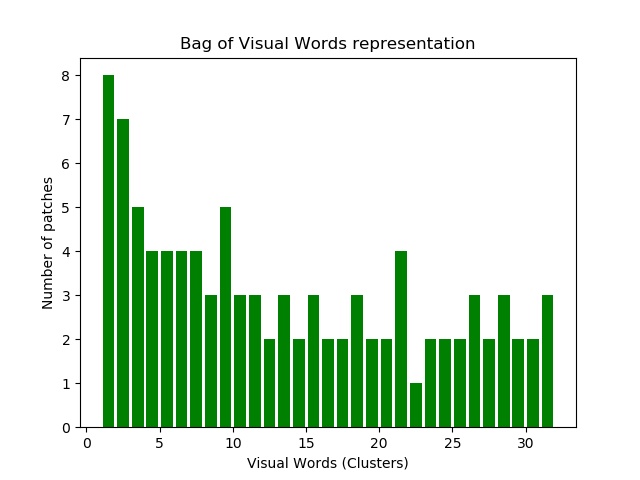 Bag of Visual Words representation
8
7
6
5
4
3
2
1
0
Number of patches
0 5 10 15 20 25 30
Visual Words (Clusters)